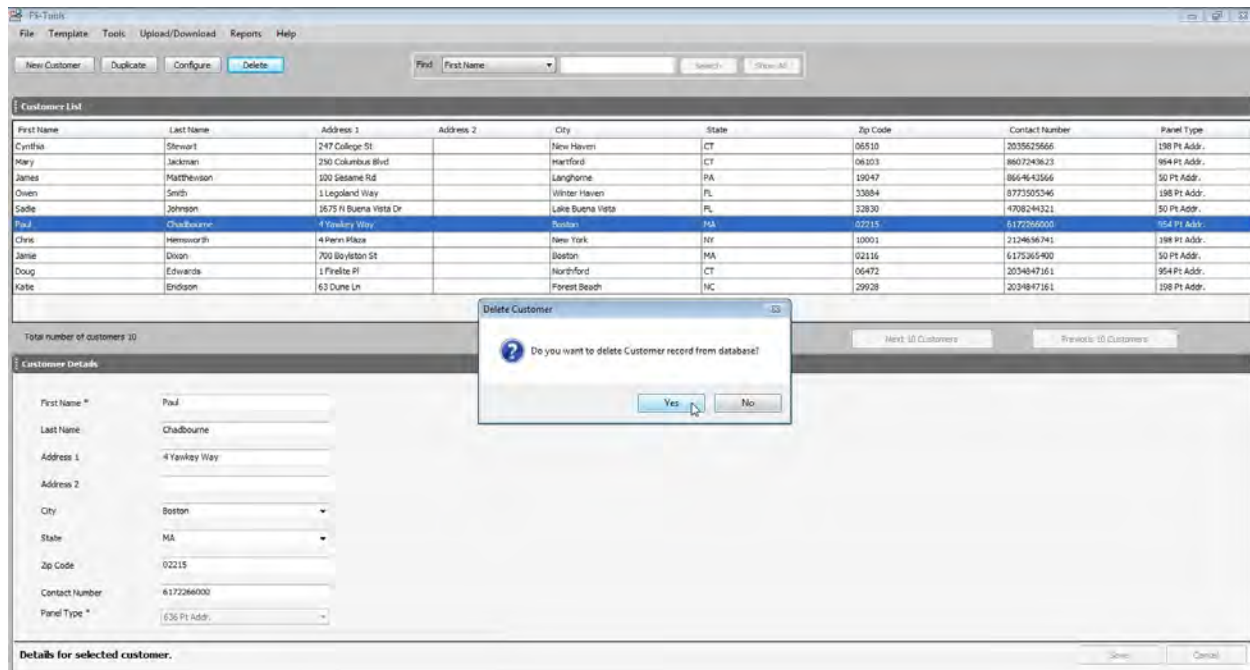 FS-Tools
File Template Tools Upload/Download Reports Help
New Customer Duplicate Configure Delete Find First Name Search Show All
Customer List
First Name Last Name Address 1 Address 2 City State Zip Code Contact Number Panel Type
Cynthia Stewart 247 College St New Haven CT 06510 2035625666 198 Pt Addr.
Mary Jackman 250 Columbus Blvd Hartford CT 06103 8607243623 954 Pt Addr.
James Matthewson 100 Sesame Rd Langhorne PA 19047 8664643566 50 Pt Addr.
Owen Smith 1 Legoland Way Winter Haven FL 33884 8773505346 198 Pt Addr.
Sadie Johnson 1675 N Buena Vista Dr Lake Buena Vista FL 32830 4708244321 50 Pt Addr.
Paul Chadbourne 4 Yawkey Way Boston MA 02215 6172266000 954 Pt Addr.
Chris Hemsworth 4 Penn Plaza New York NY 10001 2124656741 198 Pt Addr.
Jamie Dixon 700 Boylston St Boston MA 02116 6175365400 50 Pt Addr.
Doug Edwards 1 Firelite Pl Northford CT 06472 2034847161 954 Pt Addr.
Katie Erickson 63 Dune Ln Forest Beach NC 29928 2034847161 198 Pt Addr.
Delete Customer
Total number of customers 10 Next 10 Customers Previous 10 Customers
Do you want to delete Customer record from database?
Customer Details
Yes No
First Name * Paul
Last Name Chadbourne
Address 1 4 Yawkey Way
Address 2
City Boston
State MA
Zip Code 02215
Contact Number 6172266000
Panel Type * 636 Pt Addr.
Details for selected customer. Save Cancel